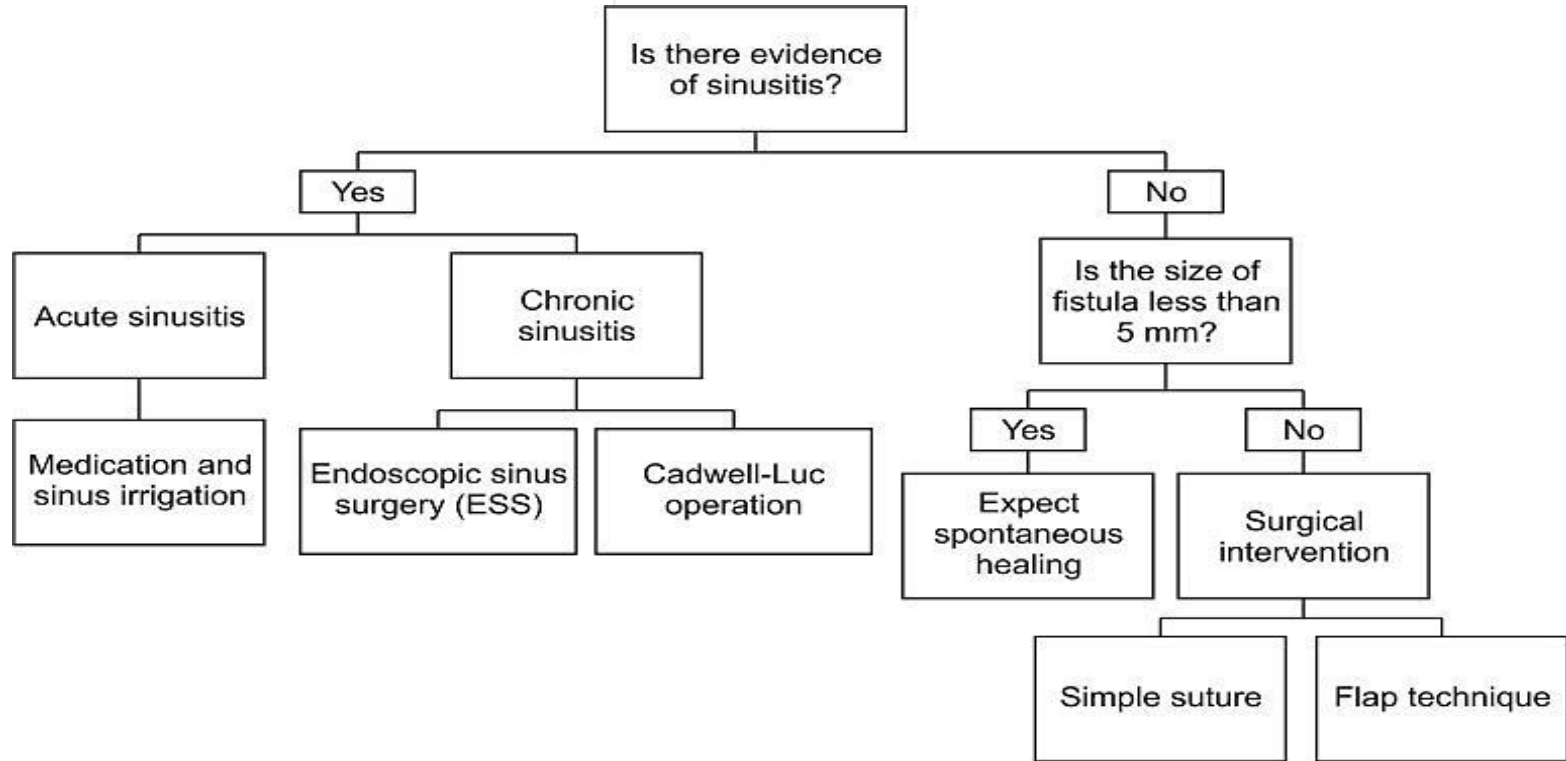 Is there evidence
of sinusitis?
Yes
No
Acute sinusitis
Chronic
sinusitis
Is the size of
fistula less than
5 mm?
Medication and
sinus irrigation
Endoscopic sinus
surgery (ESS)
Cadwell-Luc
operation
Yes
No
Expect
spontaneous
healing
Surgical
intervention
Simple suture
Flap technique